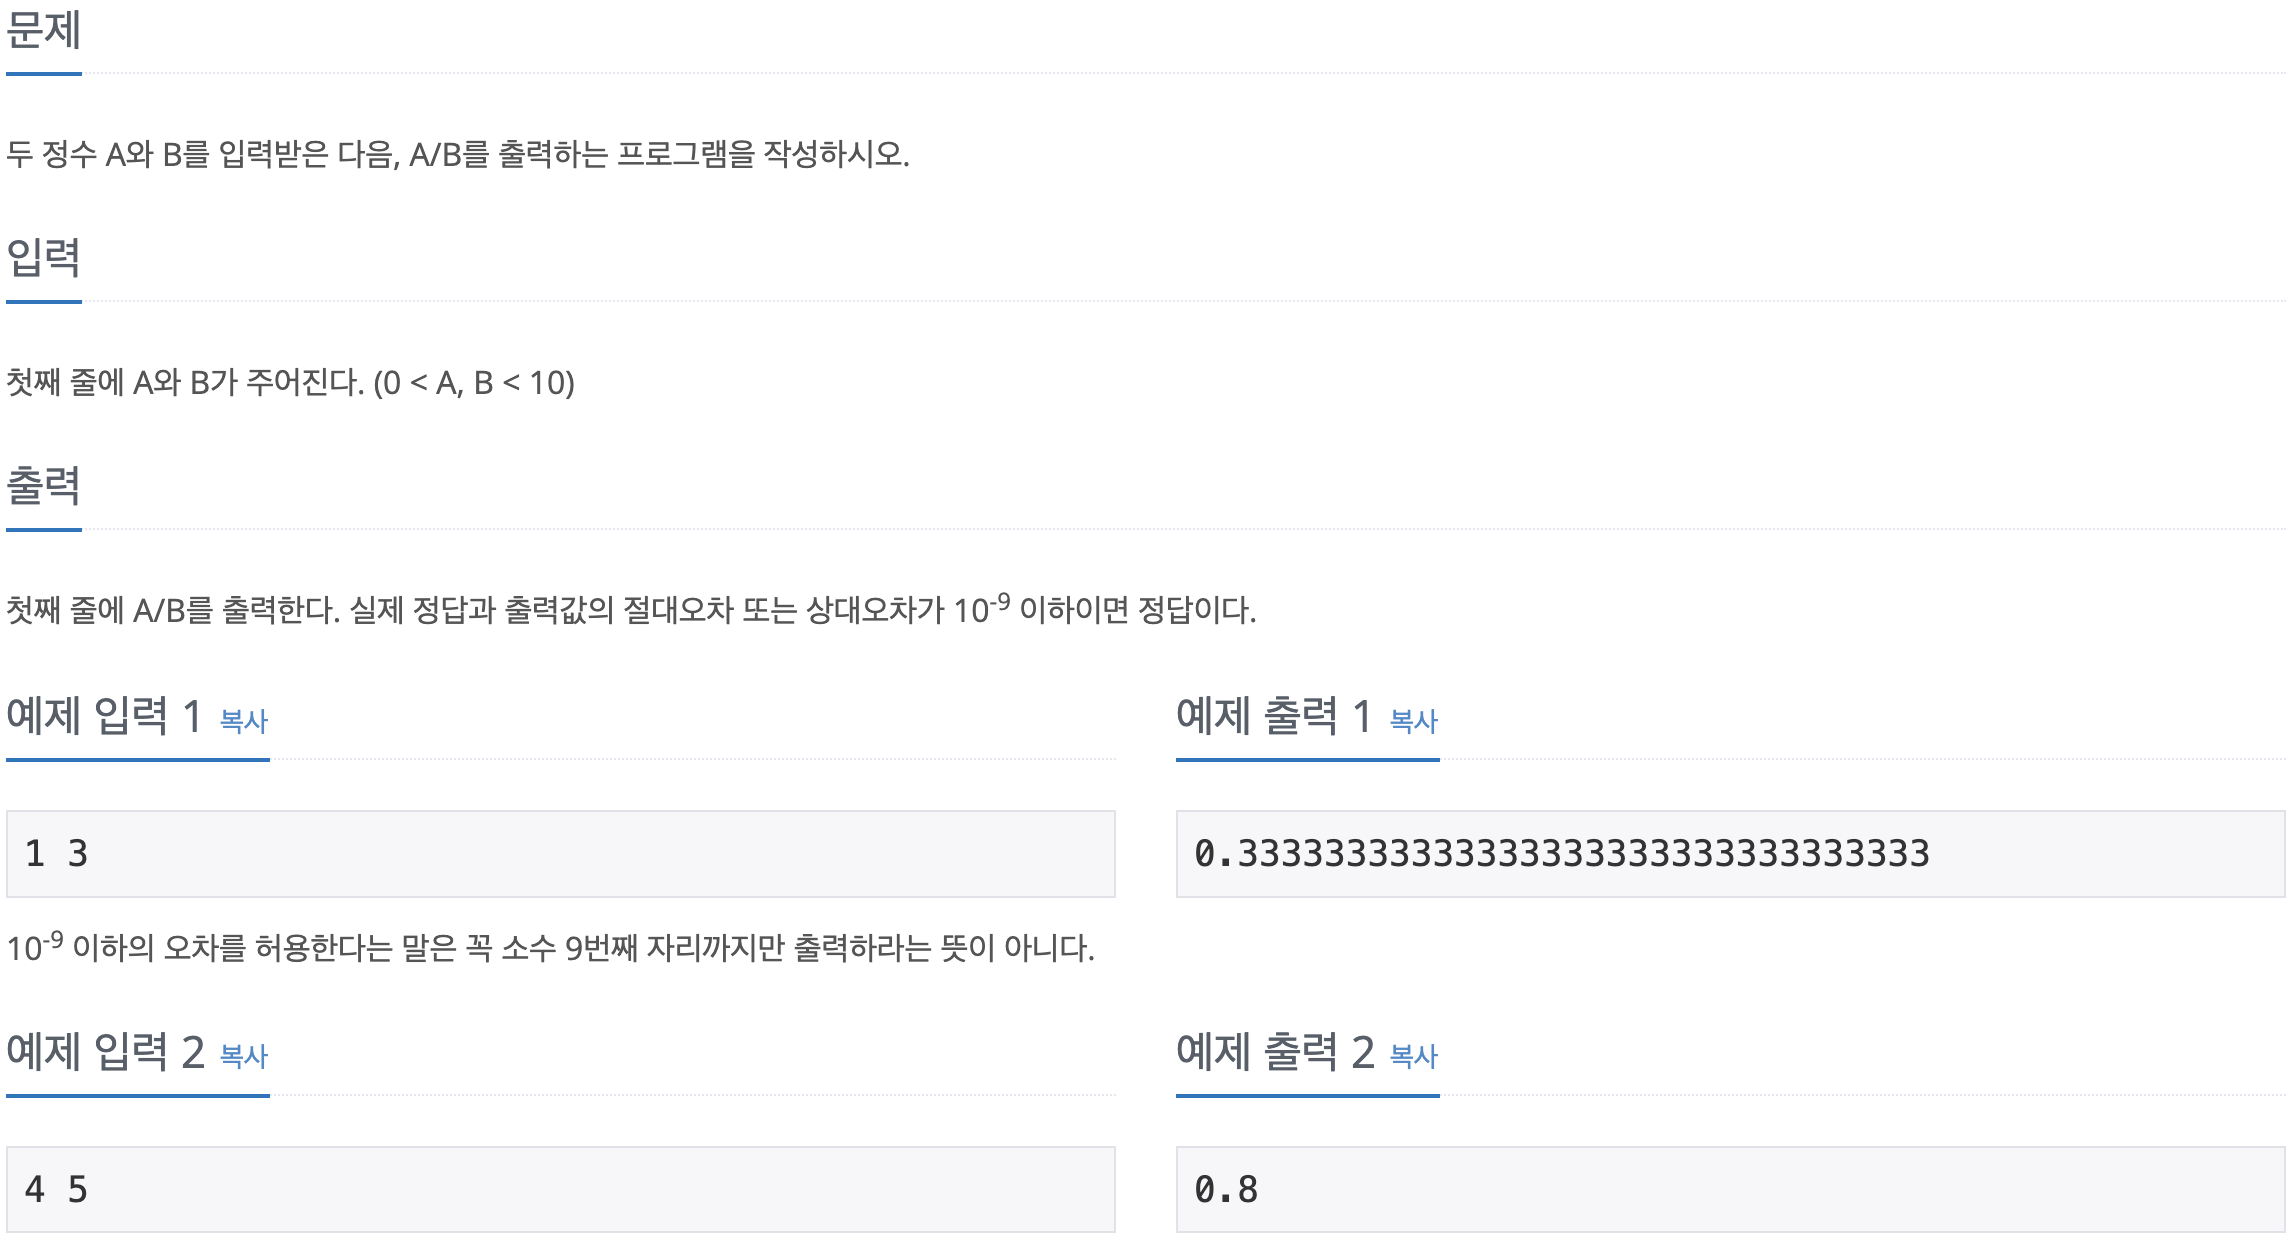 문제
두 정수 A와 B를 입력받은 다음, A/B를 출력하는 프로그램을 작성하시오.
입력
첫째 줄에 A와 B가 주어진다. (0 < A, B < 10)
출력
첫째 줄에 A/B를 출력한다. 실제 정답과 출력값의 절대오차 또는 상대오차가 10-9 이하이면 정답이다.
예제 입력 1 복사
1 3
10-9 이하의 오차를 허용한다는 말은 꼭 소수 9번째 자리까지만 출력하라는 뜻이 아니다.
예제 출력 1 복사
0.33333333333333333333333333333333
예제 입력 2 복사
4 5
예제 출력 2 복사
0.8